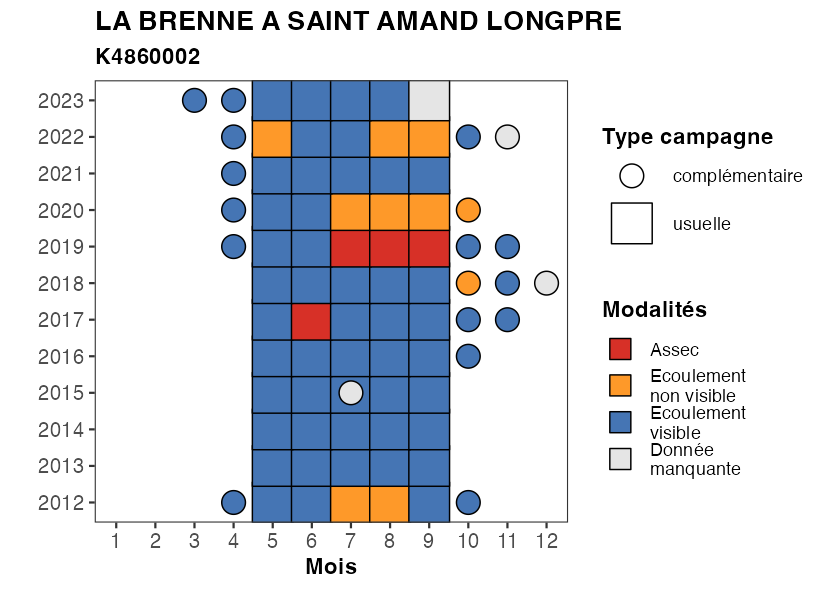 LA BRENNE A SAINT AMAND LONGPRE
K4860002
2023
2022
2021
2020
2019
2018
2017
2016
2015
2014
2013
2012
1 2 3 4 5 6 7 8 9 10 11 12
Mois
Type campagne
complémentaire
usuelle
Modalités
Assec
Ecoulement
non visible
Ecoulement
visible
Donnée
manquante